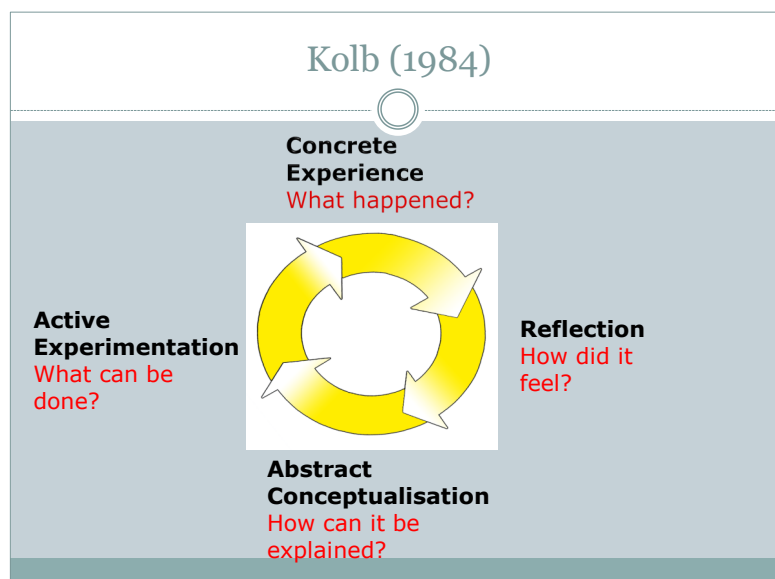 Kolb (1984)
Concrete
Experience
What happened?
Active
Experimentation
What can be
done?
Reflection
How did it
feel?
Abstract
Conceptualisation
How can it be
explained?